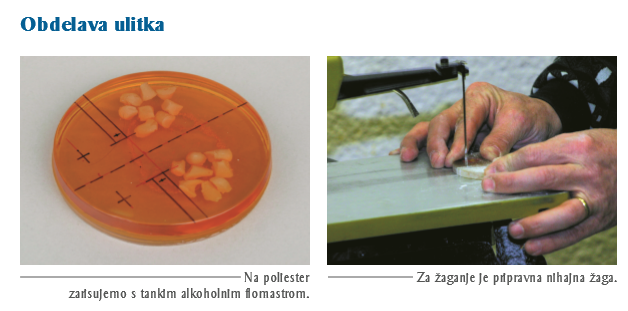 Obdelava ulitka
Na poliester
zarisujemo s tankim alkoholnim flomastrom.
Za žaganje je pripravna nihajna žaga.